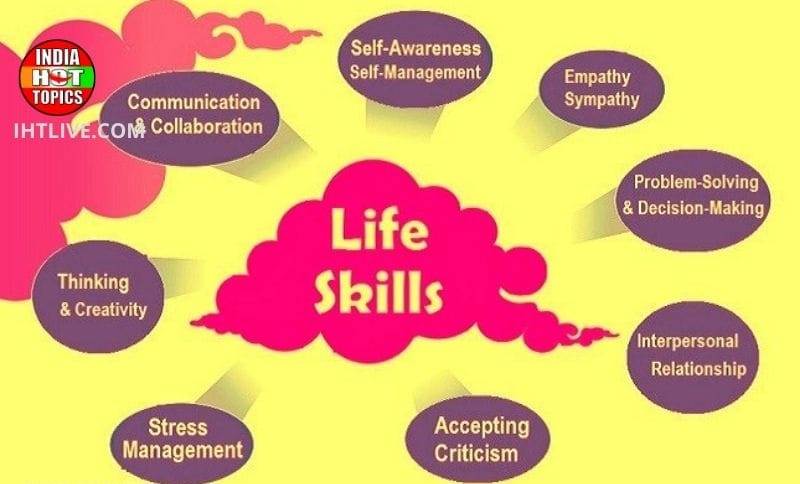 INDIA
HOT
TOPICS
IHTLIVE.COM
Communication
& Collaboration
Self-Awareness
Self-Management
Empathy
Sympathy
Problem-Solving
& Decision-Making
Life
Skills
Thinking
& Creativity
Interpersonal
Relationship
Stress
Management
Accepting
Criticism